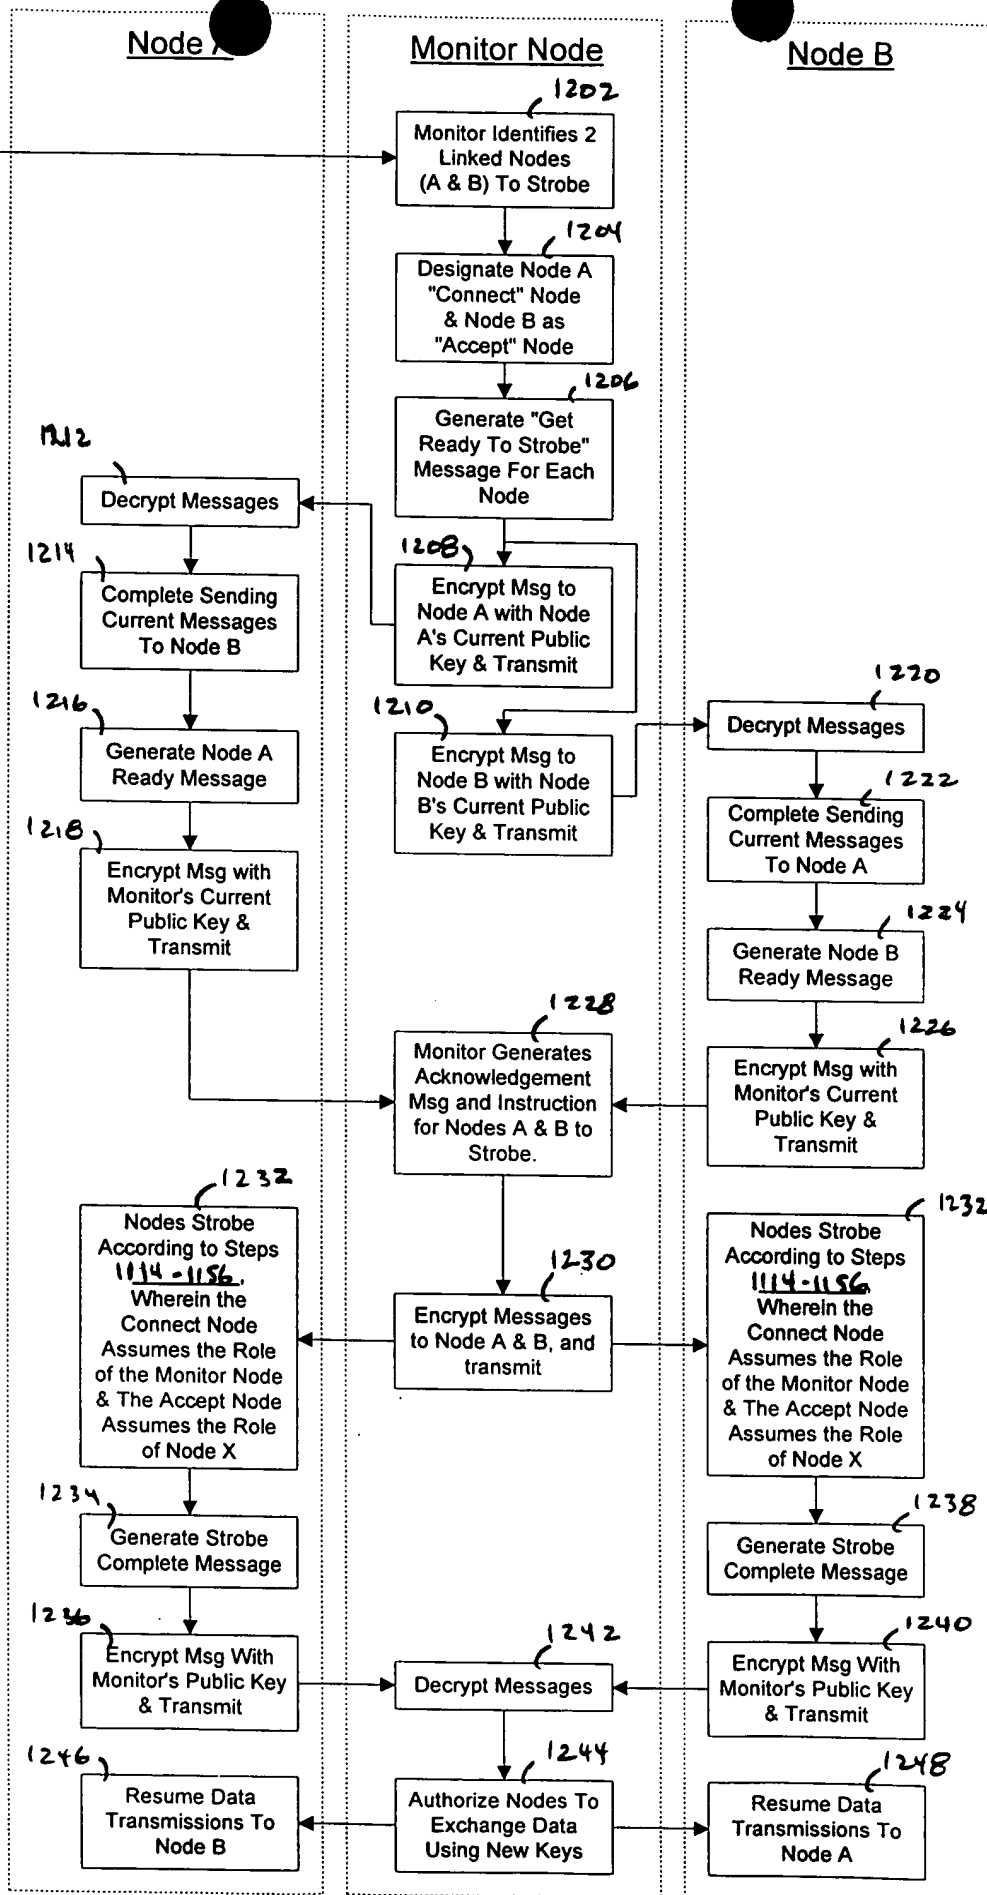 Node
Monitor Node
Node B
1202
Monitor Identifies 2
Linked Nodes
(A & B) To Strobe
1204
Designate Node A
"Connect" Node
& Node B as
"Accept" Node
1206
Generate "Get
Ready To Strobe"
Message For Each
Node
1212
Decrypt Messages
1208
Encrypt Msg to
Node A with Node
A's Current Public
Key & Transmit
1214
Complete Sending
Current Messages
To Node B
1210
Encrypt Msg to
Node B with Node
B's Current Public
Key & Transmit
1220
Decrypt Messages
1216
Generate Node A
Ready Message
1222
Complete Sending
Current Messages
To Node A
1218
Encrypt Msg with
Monitor's Current
Public Key &
Transmit
1224
Generate Node B
Ready Message
1228
Monitor Generates
Acknowledgement
Msg and Instruction
for Nodes A & B to
Strobe.
1226
Encrypt Msg with
Monitor's Current
Public Key &
Transmit
1232
Nodes Strobe
According to Steps
1114-1156.
Wherein the
Connect Node
Assumes the Role
of the Monitor Node
& The Accept Node
Assumes the Role
of Node X
1230
Encrypt Messages
to Node A & B, and
transmit
1232
Nodes Strobe
According to Steps
1114-1156
Wherein the
Connect Node
Assumes the Role
of the Monitor Node
& The Accept Node
Assumes the Role
of Node X
1234
Generate Strobe
Complete Message
1238
Generate Strobe
Complete Message
1236
Encrypt Msg With
Monitor's Public Key
& Transmit
1242
Decrypt Messages
1240
Encrypt Msg With
Monitor's Public Key
& Transmit
1246
Resume Data
Transmissions To
Node B
1244
Authorize Nodes To
Exchange Data
Using New Keys
1248
Resume Data
Transmissions To
Node A